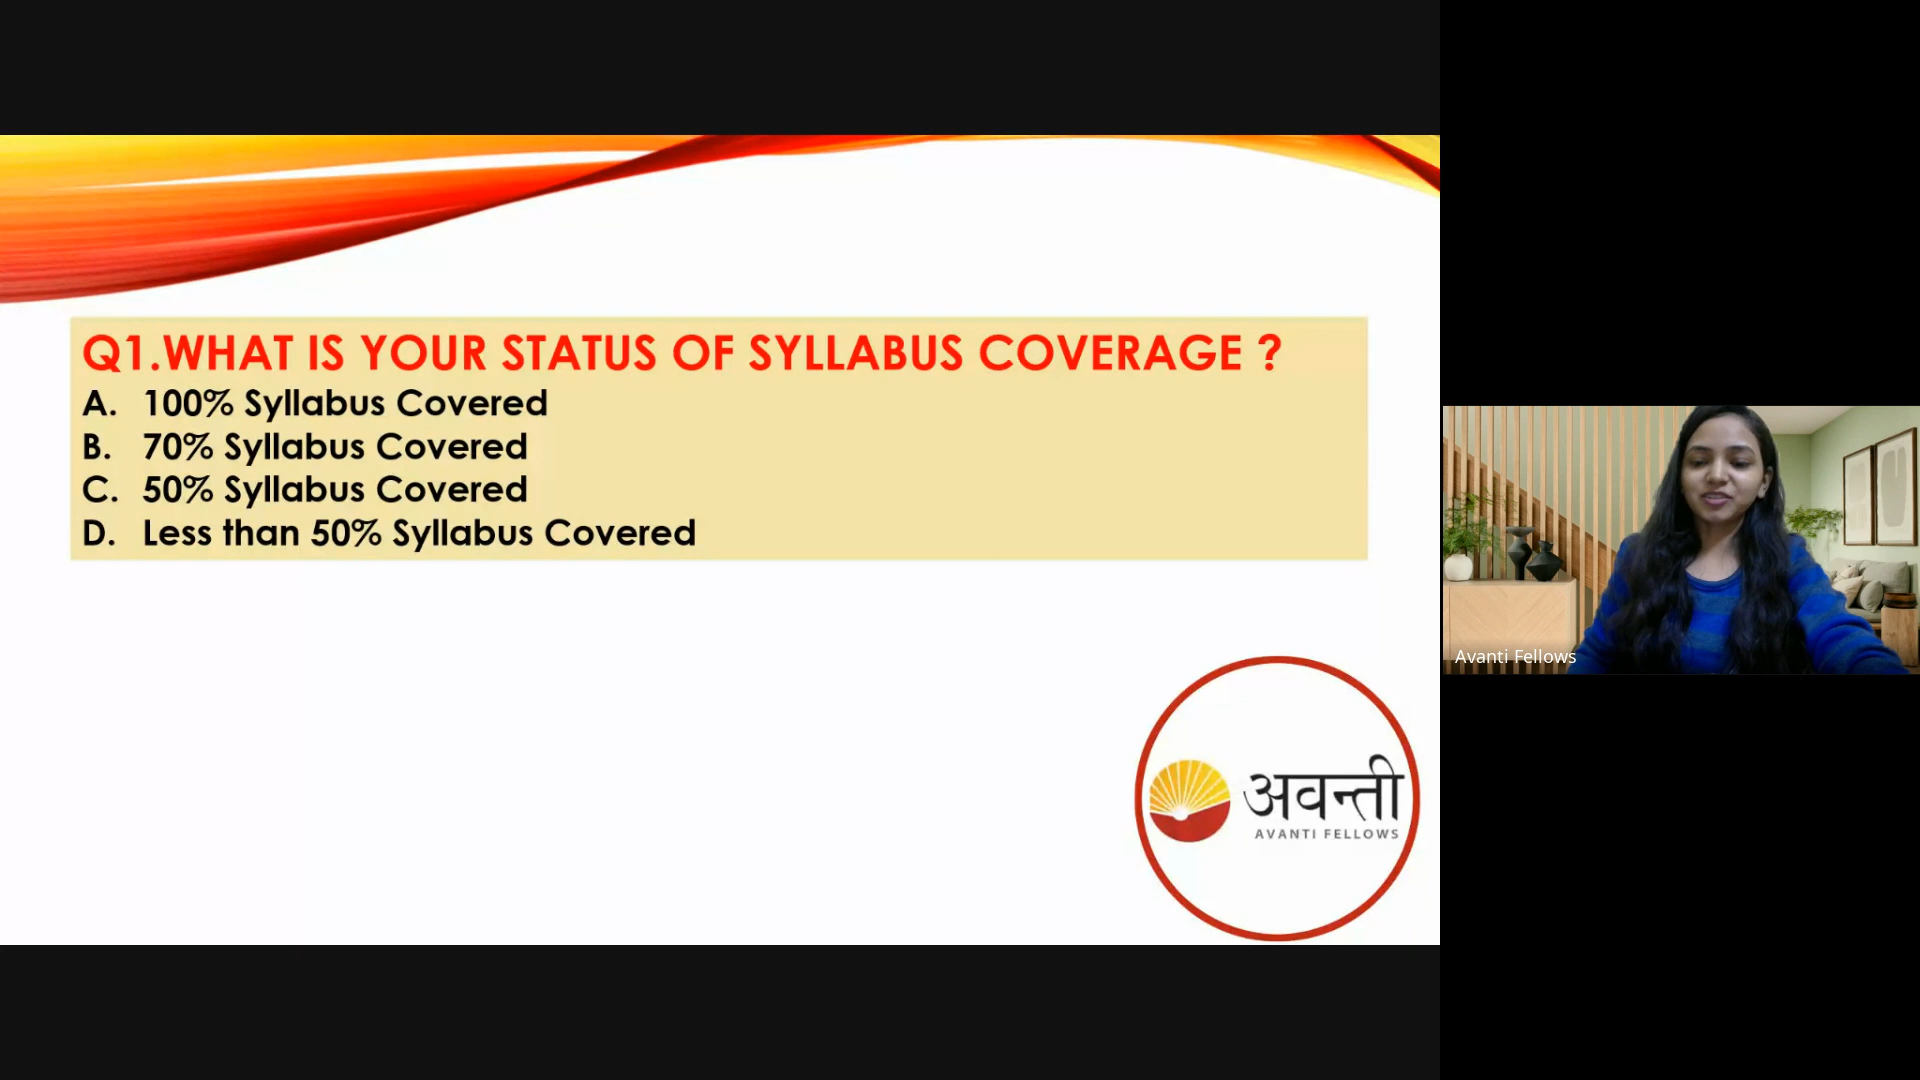 Q1.WHAT IS YOUR STATUS OF SYLLABUS COVERAGE ?
A. 100% Syllabus Covered
B. 70% Syllabus Covered
C. 50% Syllabus Covered
D. Less than 50% Syllabus Covered
Avanti Fellows
अवन्ती
AVANTI FELLOWS